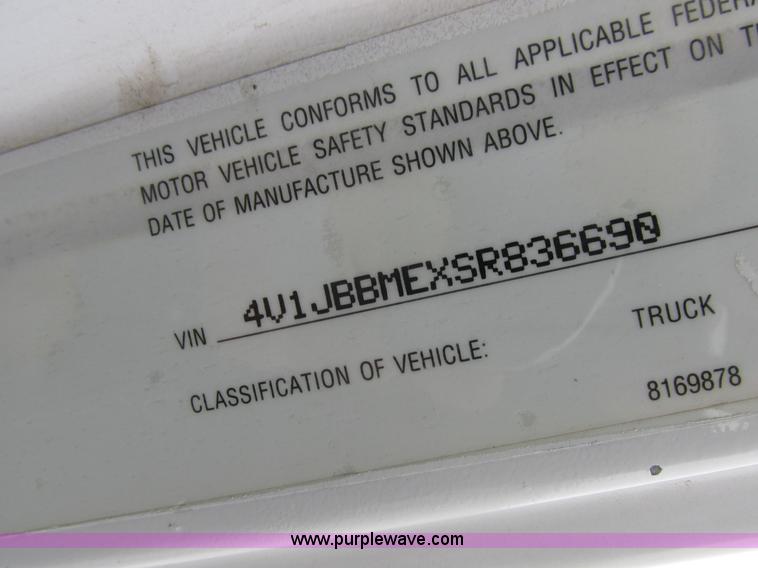 THIS VEHICLE CONFORMS TO ALL APPLICABLE
MOTOR VEHICLE SAFETY STANDARDS IN EFFECT ON
DATE OF MANUFACTURE SHOWN ABOVE.
VIN 4V1JBBMEXSR836690
CLASSIFICATION OF VEHICLE: TRUCK
8169878
www.purplewave.com